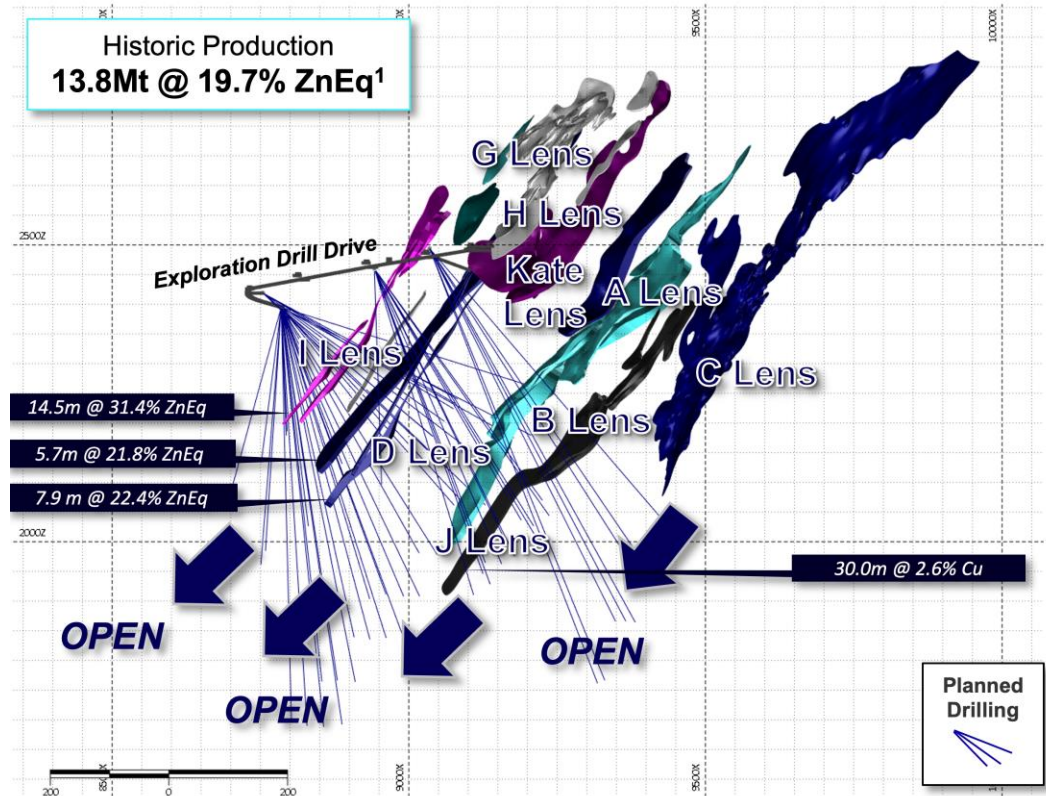 Historic Production
13.8Mt @ 19.7% ZnEq¹
9500X
10000X
G Lens
H Lens
2500Z
Exploration Drill Drive
Kate
Lens
A Lens
I Lens
C Lens
14.5m @ 31.4% ZnEq
B Lens
D Lens
5.7m @ 21.8% ZnEq
7.9 m @ 22.4% ZnEq
2000Z
J Lens
30.0m @ 2.6% Cu
OPEN
OPEN
OPEN
Planned
Drilling
9000X
9500X
10000X
200
0
200